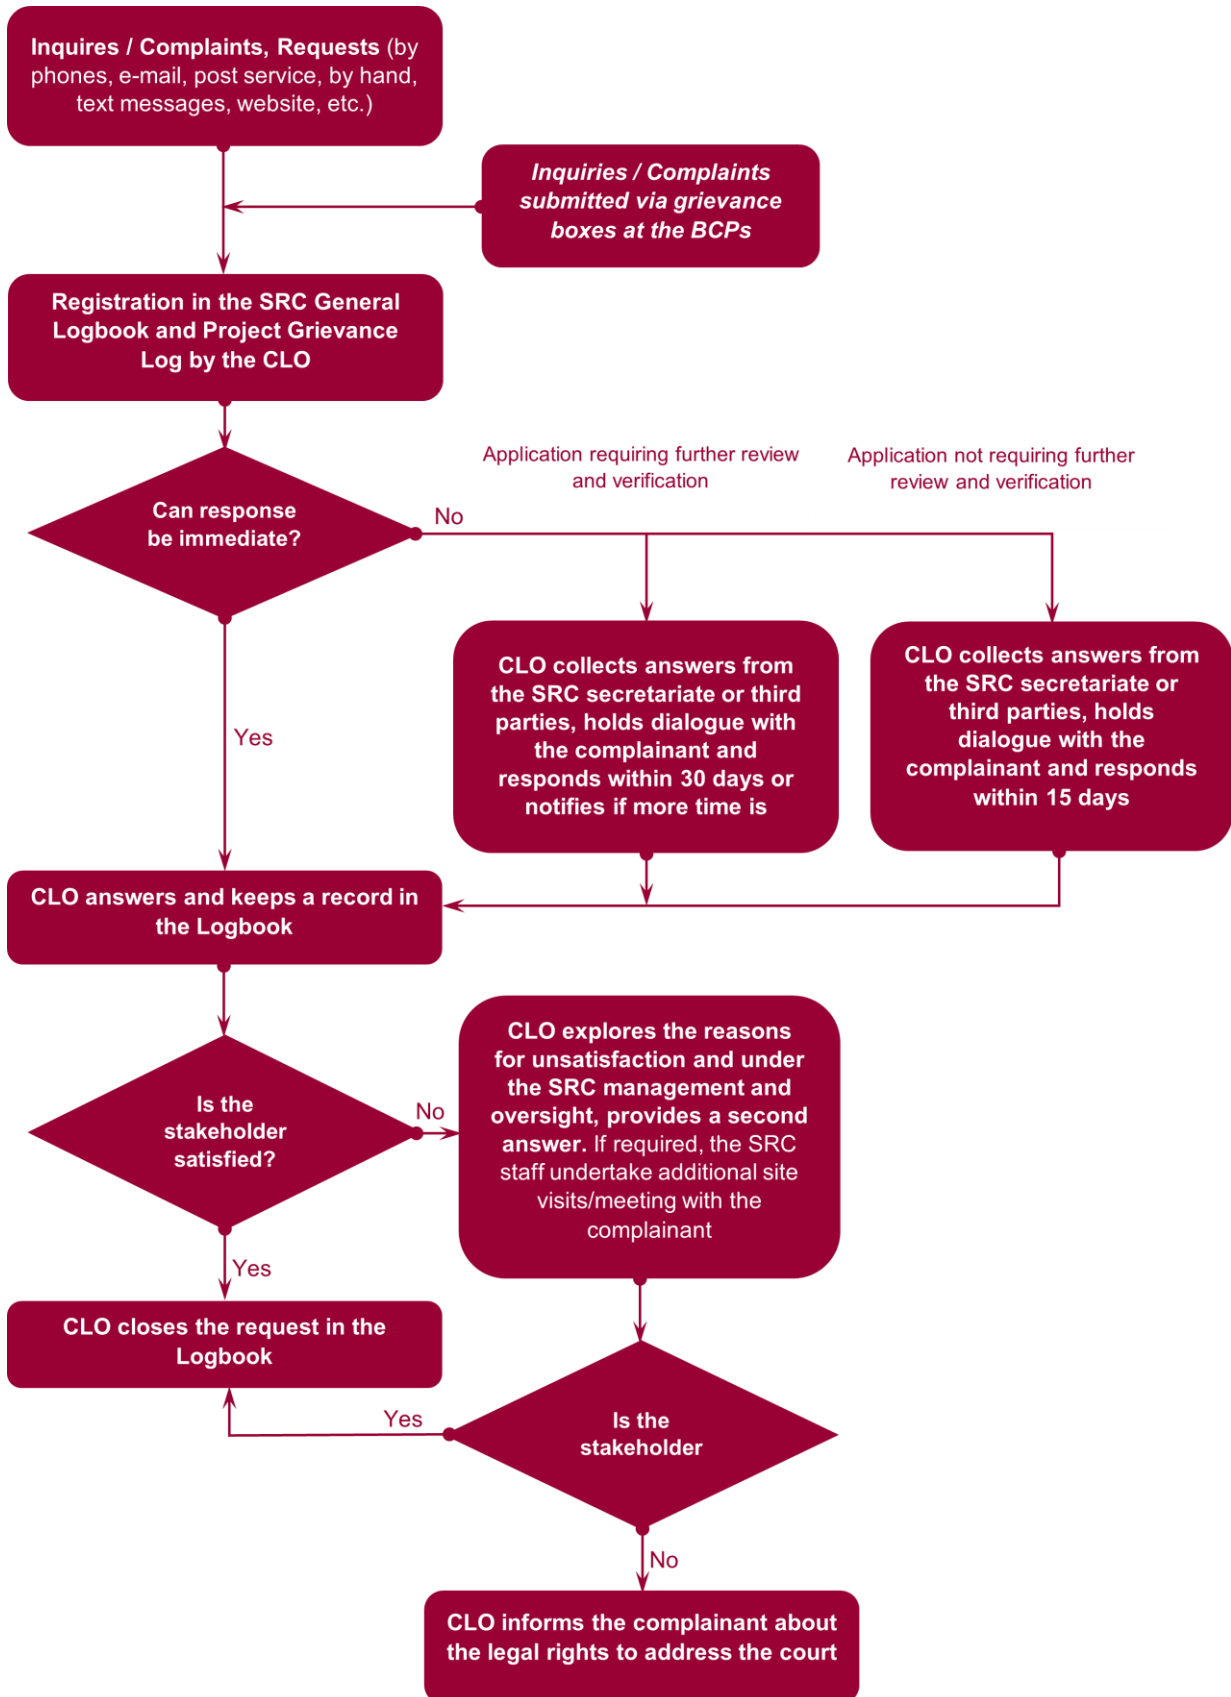 Inquires / Complaints, Requests (by
phones, e-mail, post service, by hand,
text messages, website, etc.)
Inquiries / Complaints
submitted via grievance
boxes at the BCPs
Registration in the SRC General
Logbook and Project Grievance
Log by the CLO
Application requiring further review
and verification
Application not requiring further
review and verification
Can response
be immediate?
No
Yes
CLO collects answers from
the SRC secretariate or third
parties, holds dialogue with
the complainant and
responds within 30 days or
notifies if more time is
CLO collects answers from
the SRC secretariate or
third parties, holds
dialogue with the
complainant and responds
within 15 days
CLO answers and keeps a record in
the Logbook
Is the
stakeholder
satisfied?
No
Yes
CLO explores the reasons
for unsatisfaction and under
the SRC management and
oversight, provides a second
answer. If required, the SRC
staff undertake additional site
visits/meeting with the
complainant
CLO closes the request in the
Logbook
Yes
Is the
stakeholder
No
CLO informs the complainant about
the legal rights to address the court